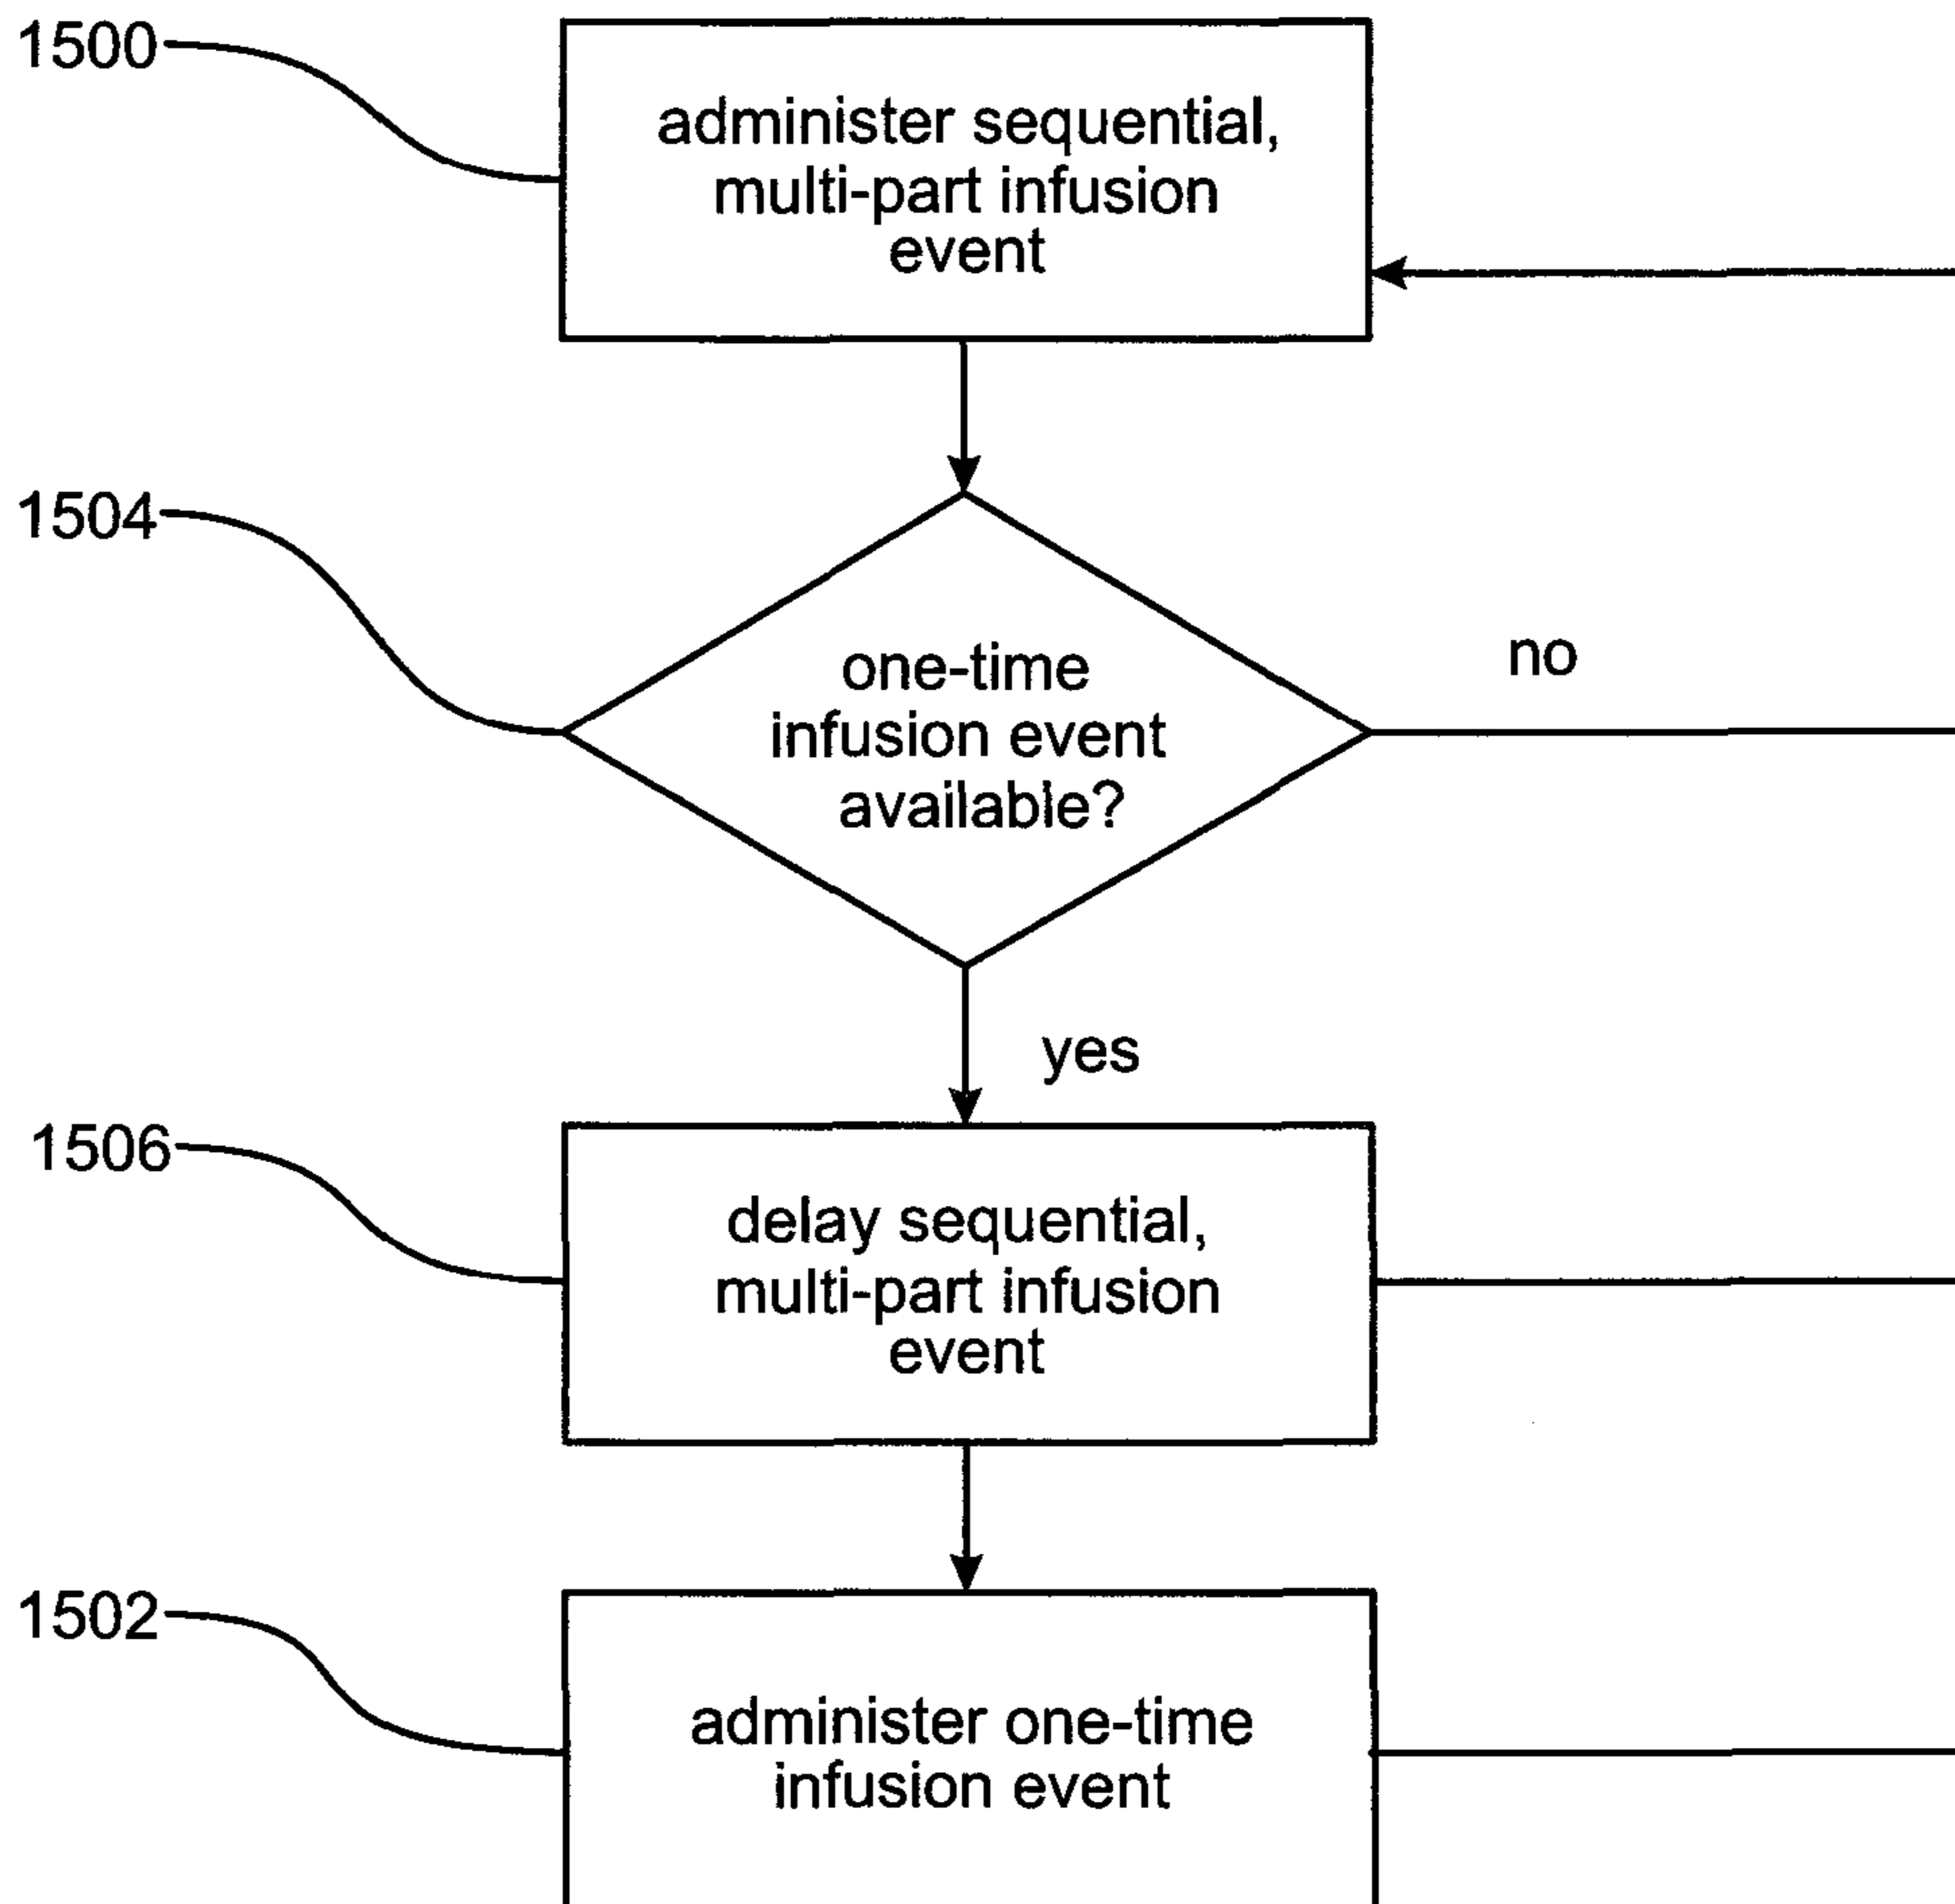 1500
administer sequential,
multi-part infusion
event
1504
one-time
infusion event
available?
no
yes
1506
delay sequential,
multi-part infusion
event
1502
administer one-time
infusion event